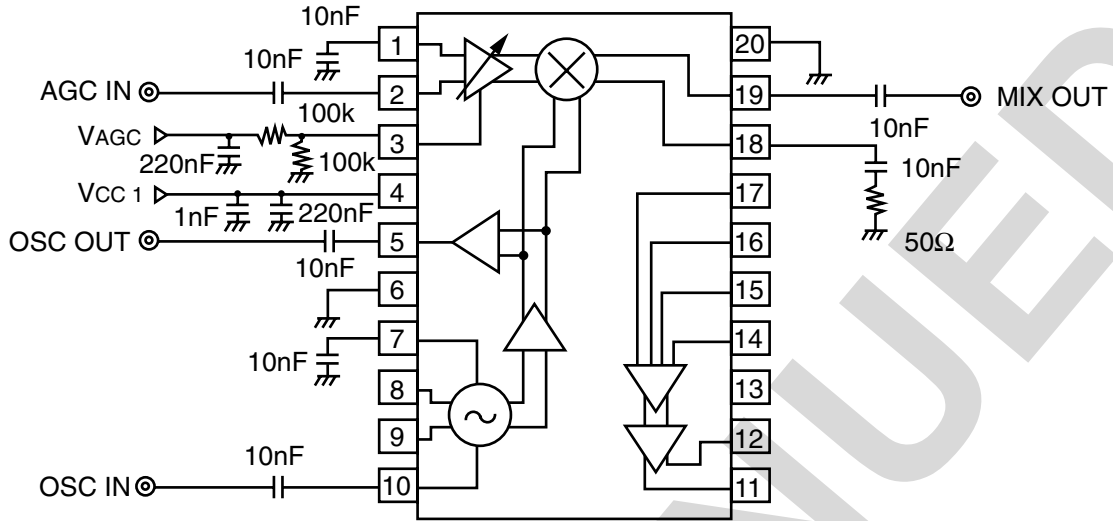 10nF
1
20
10nF
AGC IN
2
19
MIX OUT
100k
10nF
VAGC
3
18
220nF
100k
10nF
VCC 1
4
17
1nF
220nF
OSC OUT
5
16
50Ω
10nF
6
15
7
14
10nF
8
13
9
12
10nF
OSC IN
10
11
NUED